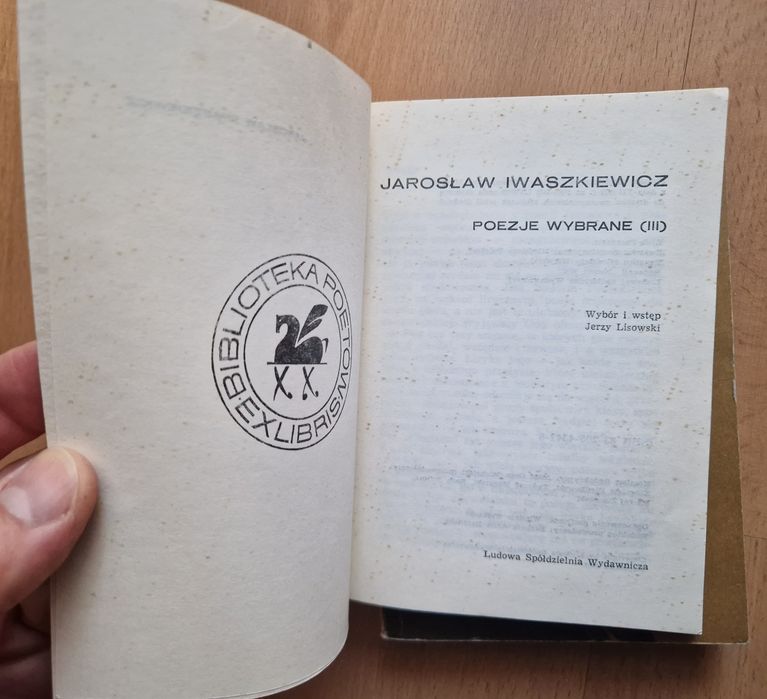 BIBLIOTEKA POETÓW
EXLIBRIS
XX
JAROSŁAW IWASZKIEWICZ
POEZJE WYBRANE (III)
Wybór i wstęp
Jerzy Lisowski
Ludowa Spółdzielnia Wydawnicza